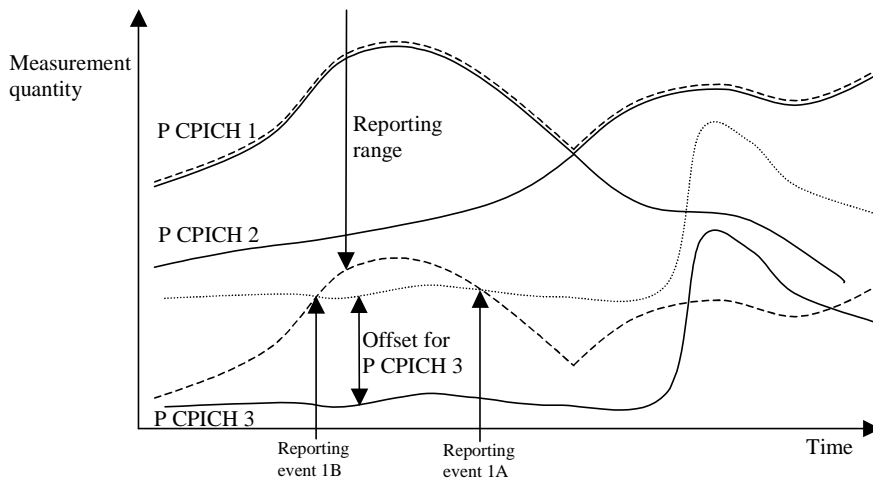 Measurement
quantity
P CPICH 1
Reporting
range
P CPICH 2
Offset for
P CPICH 3
P CPICH 3
Reporting
event 1B
Reporting
event 1A
Time